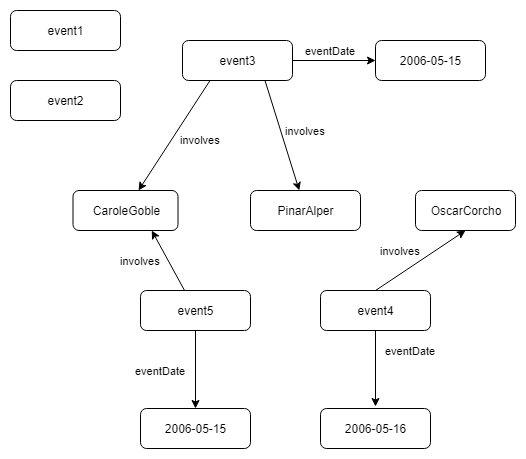 event1
event3
eventDate
2006-05-15
event2
involves
involves
CaroleGoble
PinarAlper
OscarCorcho
involves
involves
event5
event4
eventDate
eventDate
2006-05-15
2006-05-16